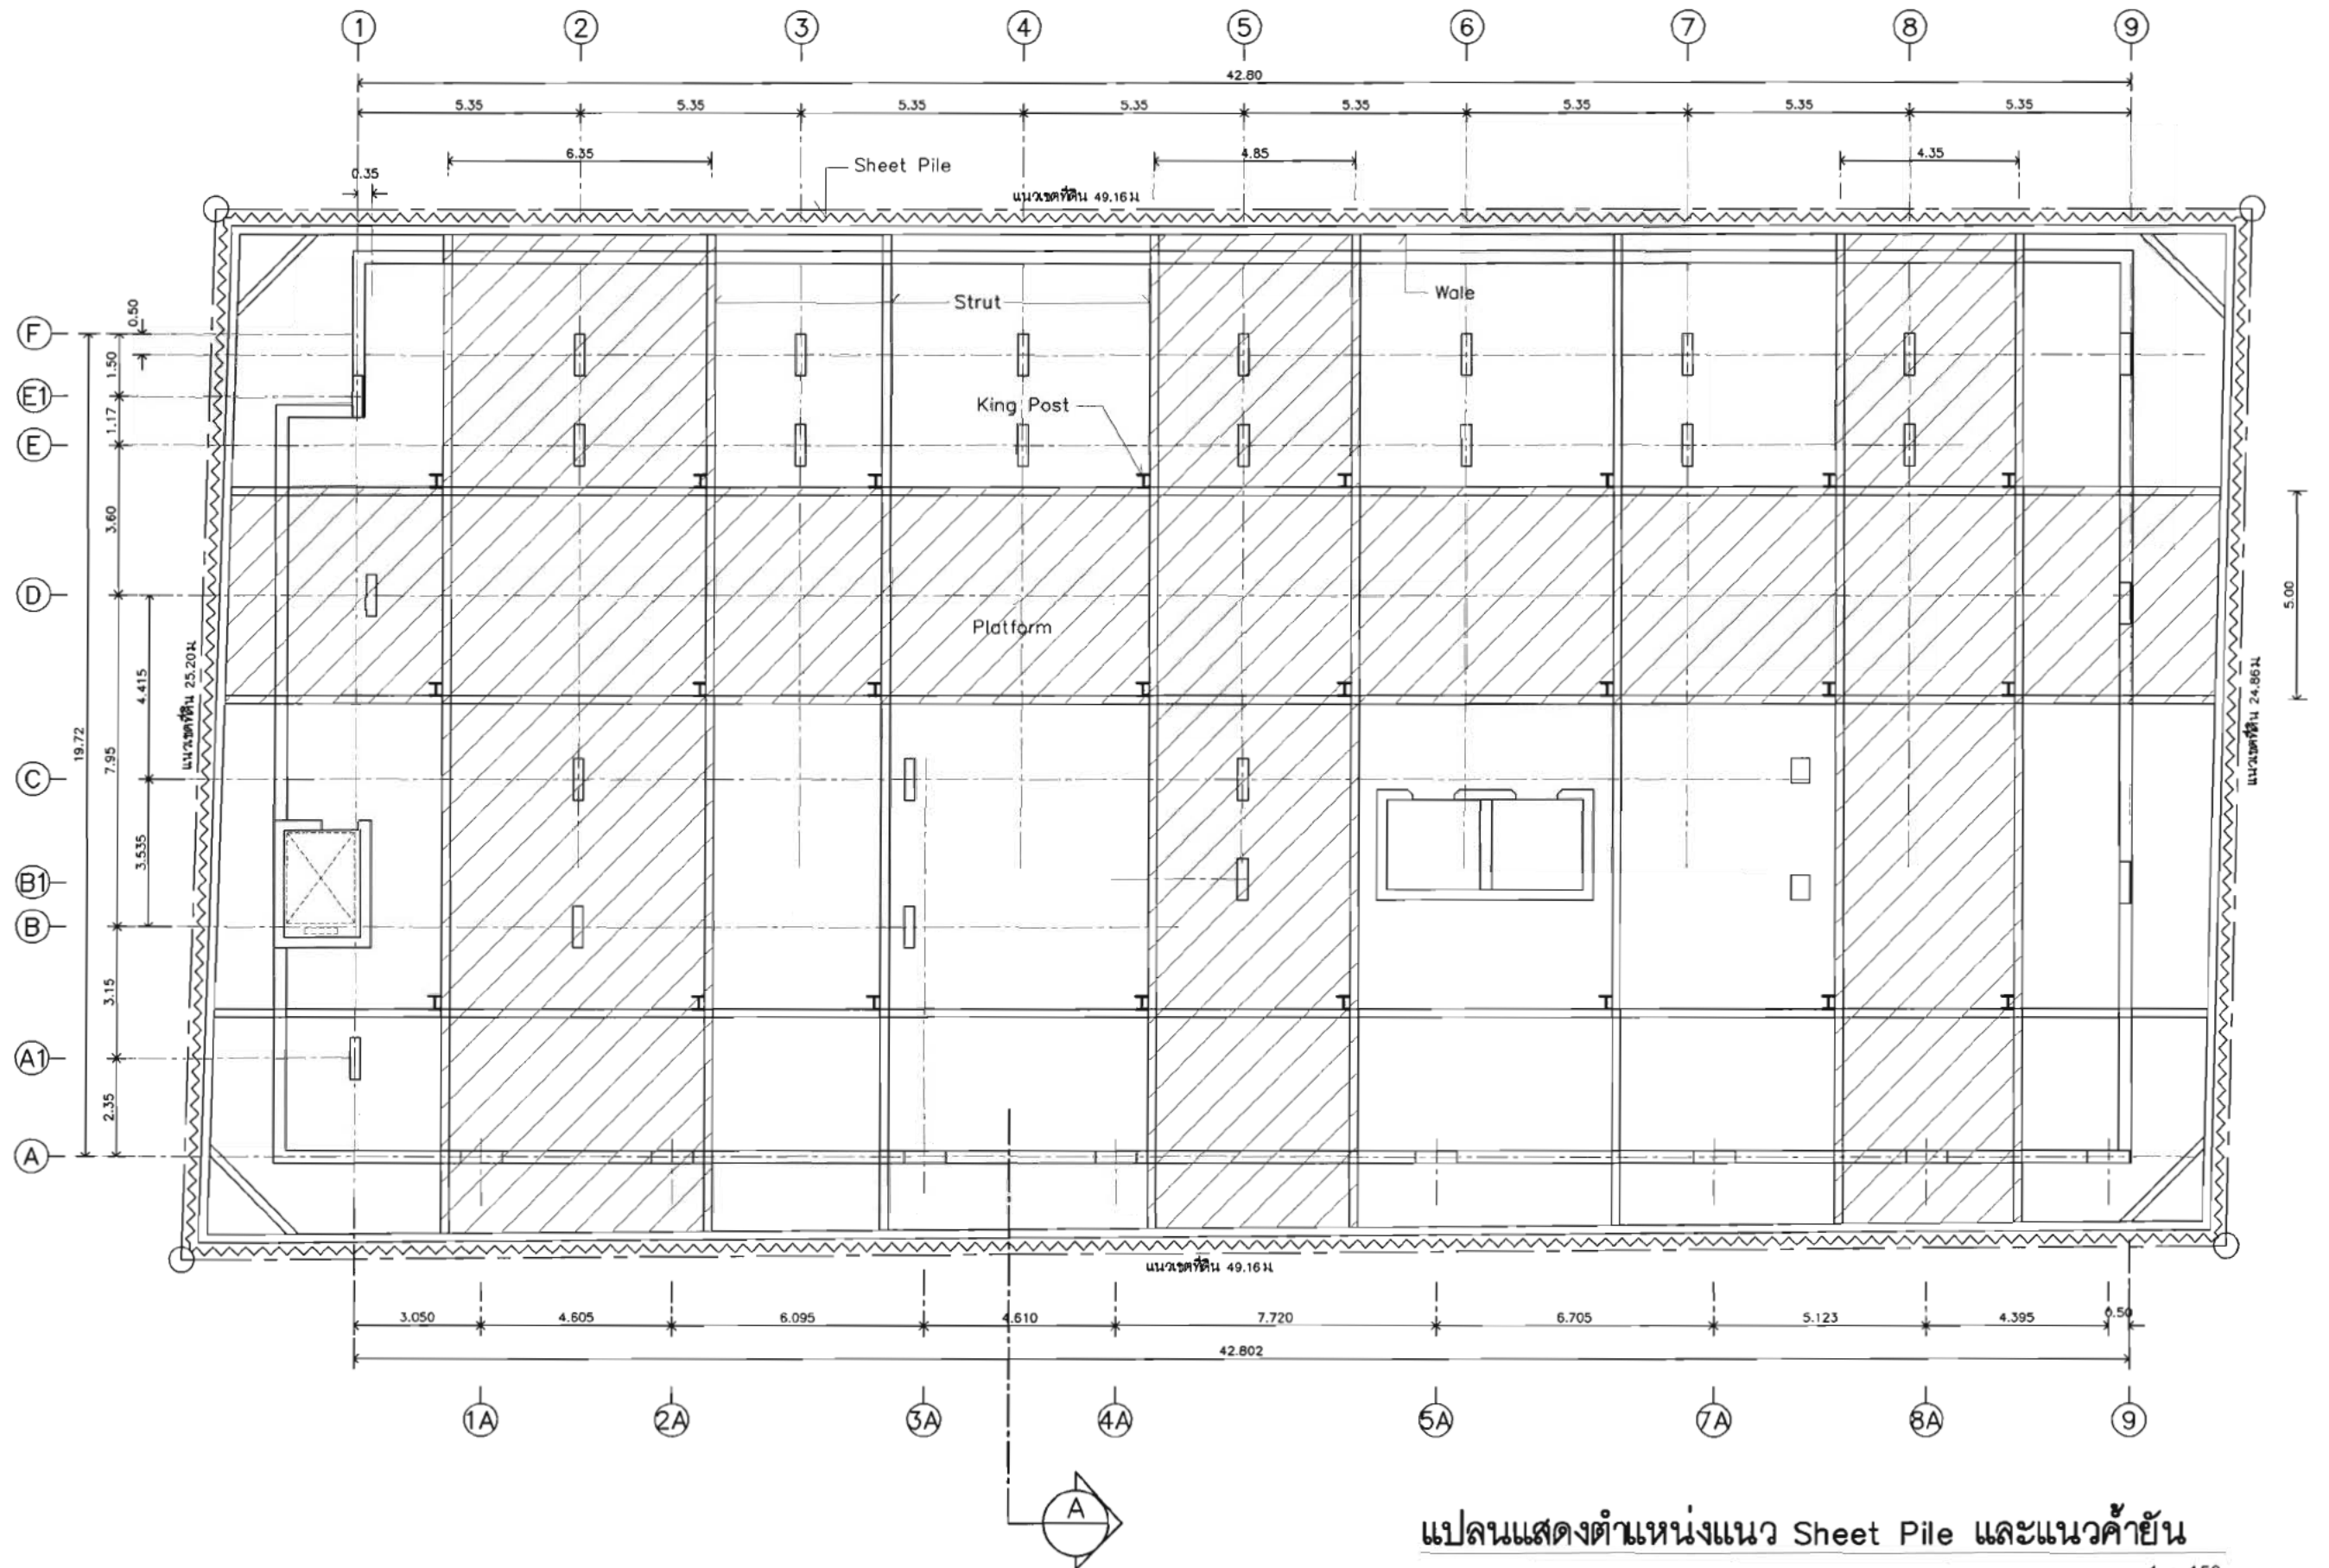 1 2 3 4 5 6 7 8 9
42.80
5.35 5.35 5.35 5.35 5.35 5.35 5.35 5.35
6.35 4.85 4.35
0.35
Sheet Pile
แนวเขตที่ดิน 49.16ม
Strut
Wale
King Post
Platform
F
E1
E
D
C
B1
B
A1
A
0.50
1.50
1.17
3.60
4.415
7.95
3.535
3.15
2.35
19.72
แนวเขตที่ดิน 25.20ม
5.00
แนวเขตที่ดิน 24.86ม
แนวเขตที่ดิน 49.16ม
3.050 4.605 6.095 4.610 7.720 6.705 5.123 4.395 0.50
42.802
1A 2A 3A 4A 5A 7A 8A 9
A
แปลนแสดงตำแหน่งแนว Sheet Pile และแนวค้ำยัน